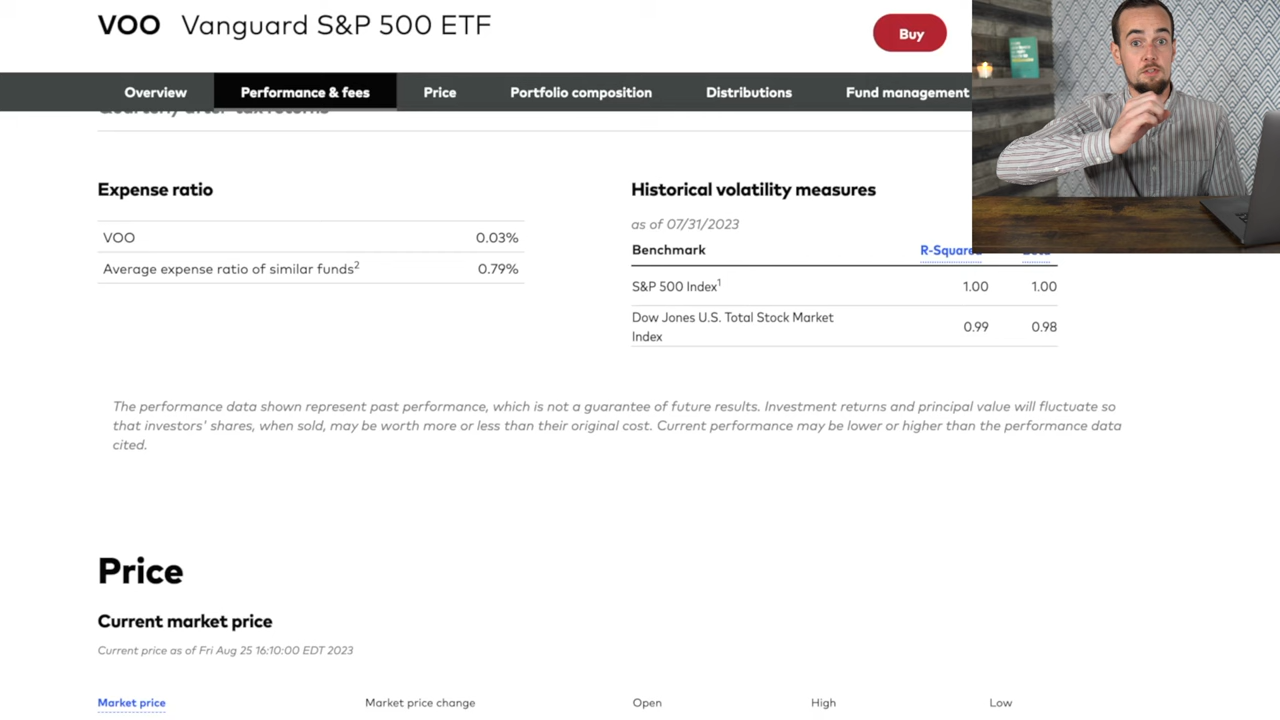 VOO Vanguard S&P 500 ETF
Buy
Overview Performance & fees Price Portfolio composition Distributions Fund management
Quarterly after-tax returns
Expense ratio
VOO 0.03%
Average expense ratio of similar funds2 0.79%
Historical volatility measures
as of 07/31/2023
Benchmark R-Squared
S&P 500 Index1 1.00 1.00
Dow Jones U.S. Total Stock Market
Index 0.99 0.98
The performance data shown represent past performance, which is not a guarantee of future results. Investment returns and principal value will fluctuate so
that investors' shares, when sold, may be worth more or less than their original cost. Current performance may be lower or higher than the performance data
cited.
Price
Current market price
Current price as of Fri Aug 25 16:10:00 EDT 2023
Market price Market price change Open High Low